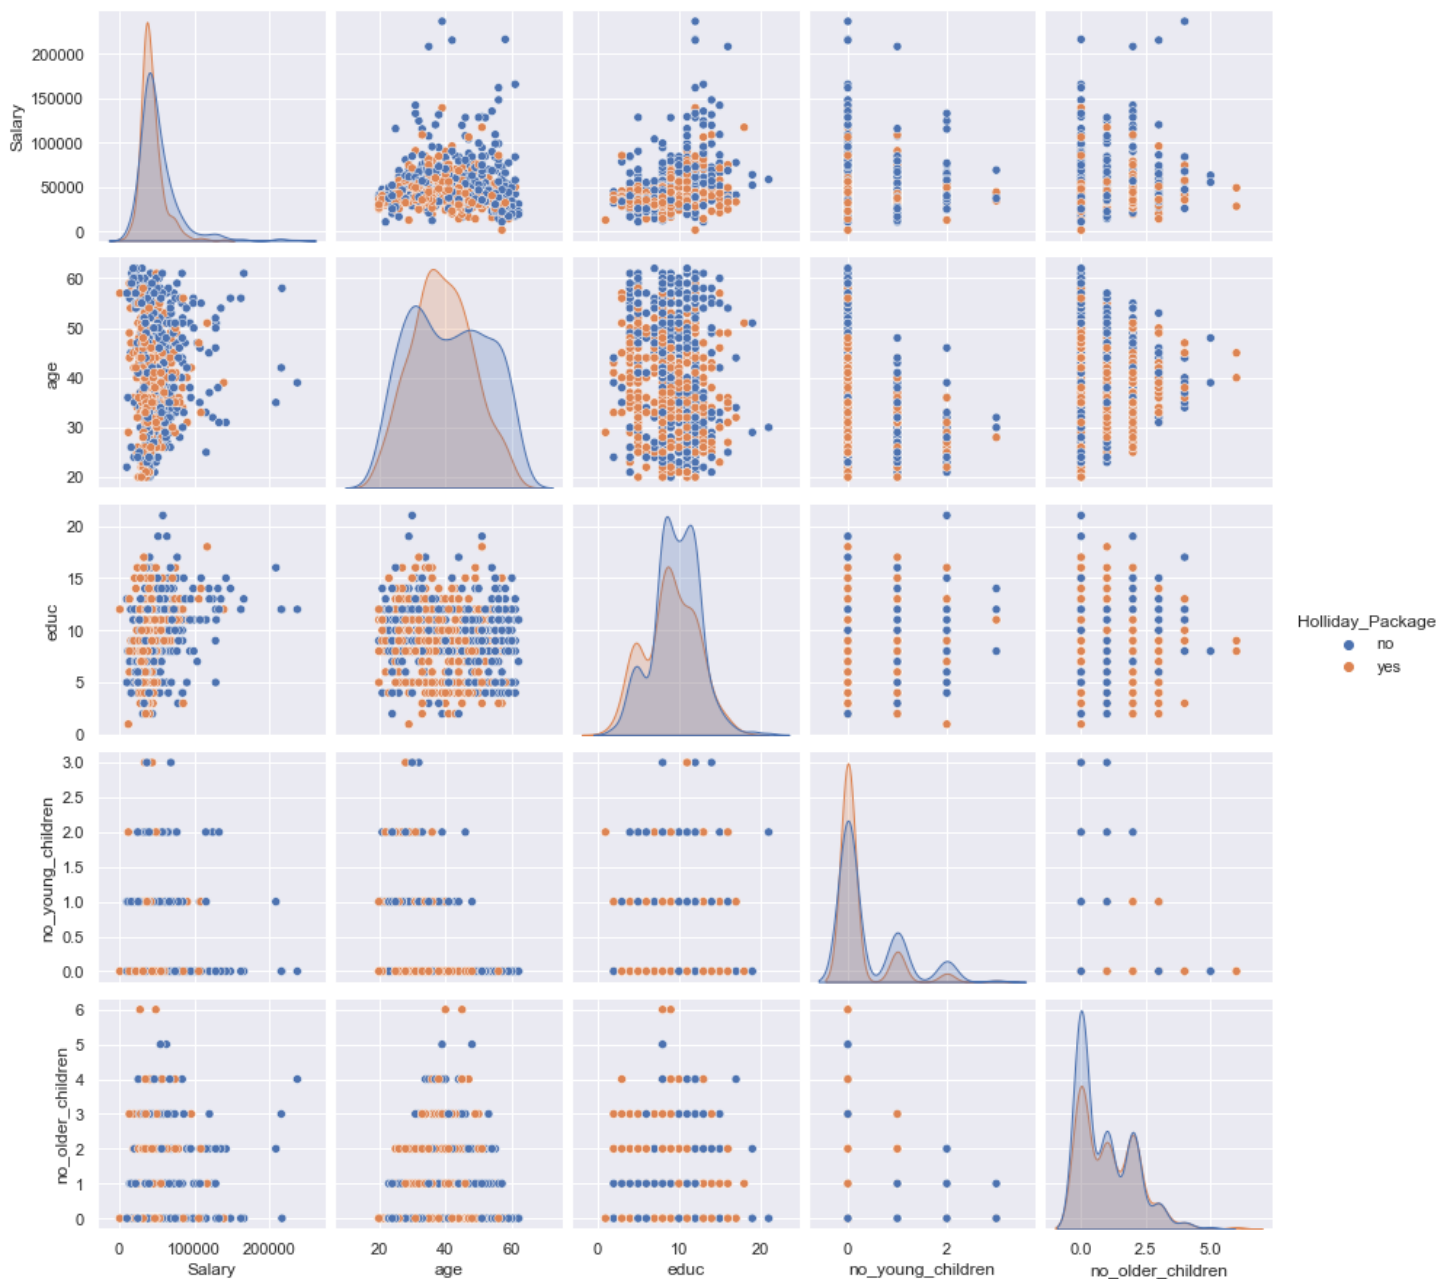 200000
150000
100000
50000
0
Salary
60
50
40
30
20
age
20
15
10
5
0
educ
Holliday_Package
no
yes
3.0
2.5
2.0
1.5
1.0
0.5
0.0
no_young_children
6
5
4
3
2
1
0
no_older_children
0 100000 200000 20 40 60 0 10 20 0 2 0.0 2.5 5.0
Salary age educ no_young_children no_older_children